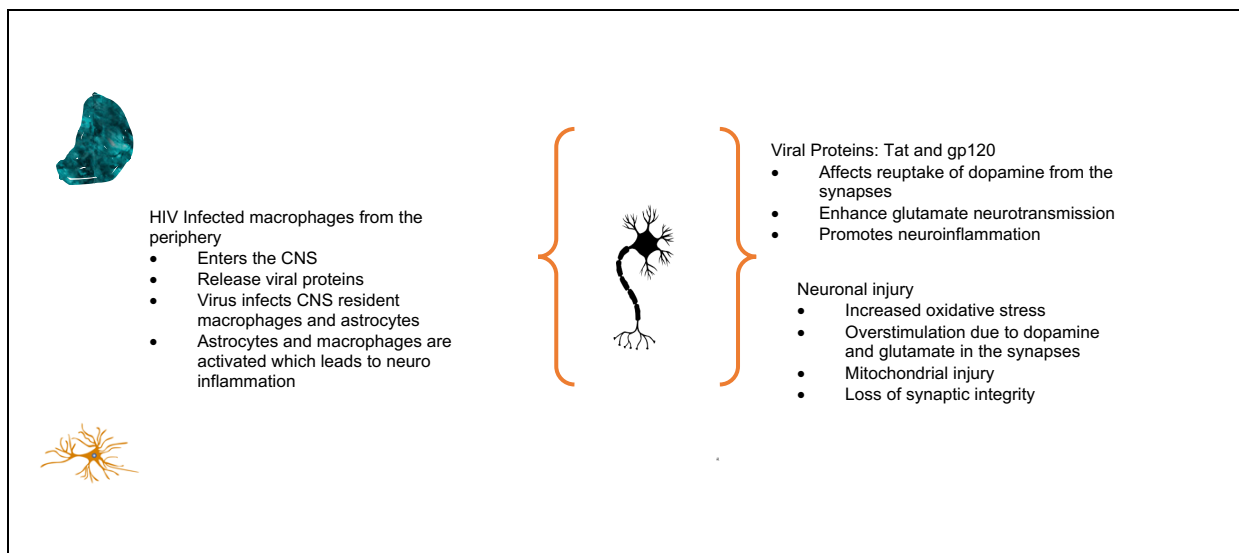 HIV Infected macrophages from the
periphery
• Enters the CNS
• Release viral proteins
• Virus infects CNS resident
macrophages and astrocytes
• Astrocytes and macrophages are
activated which leads to neuro
inflammation
Viral Proteins: Tat and gp120
• Affects reuptake of dopamine from the
synapses
• Enhance glutamate neurotransmission
• Promotes neuroinflammation
Neuronal injury
• Increased oxidative stress
• Overstimulation due to dopamine
and glutamate in the synapses
• Mitochondrial injury
• Loss of synaptic integrity